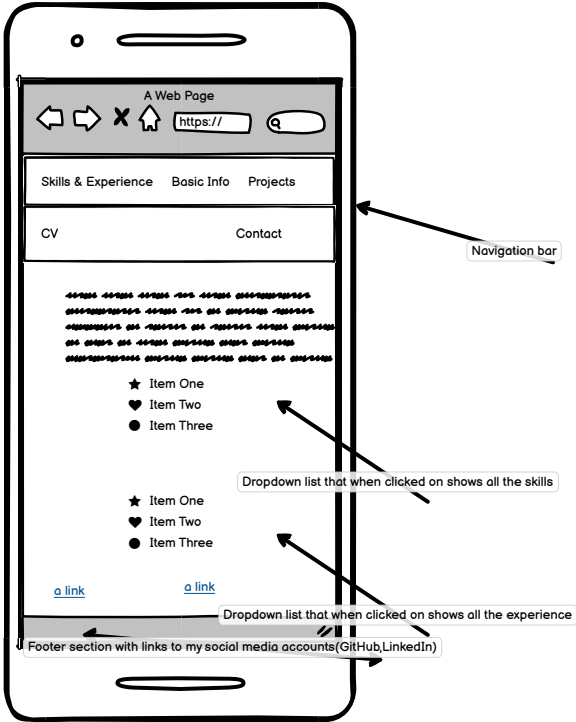 A Web Page
https://
Skills & Experience Basic Info Projects
CV Contact
Navigation bar
Item One
Item Two
Item Three
Dropdown list that when clicked on shows all the skills
Item One
Item Two
Item Three
a link a link
Dropdown list that when clicked on shows all the experience
Footer section with links to my social media accounts(GitHub,LinkedIn)